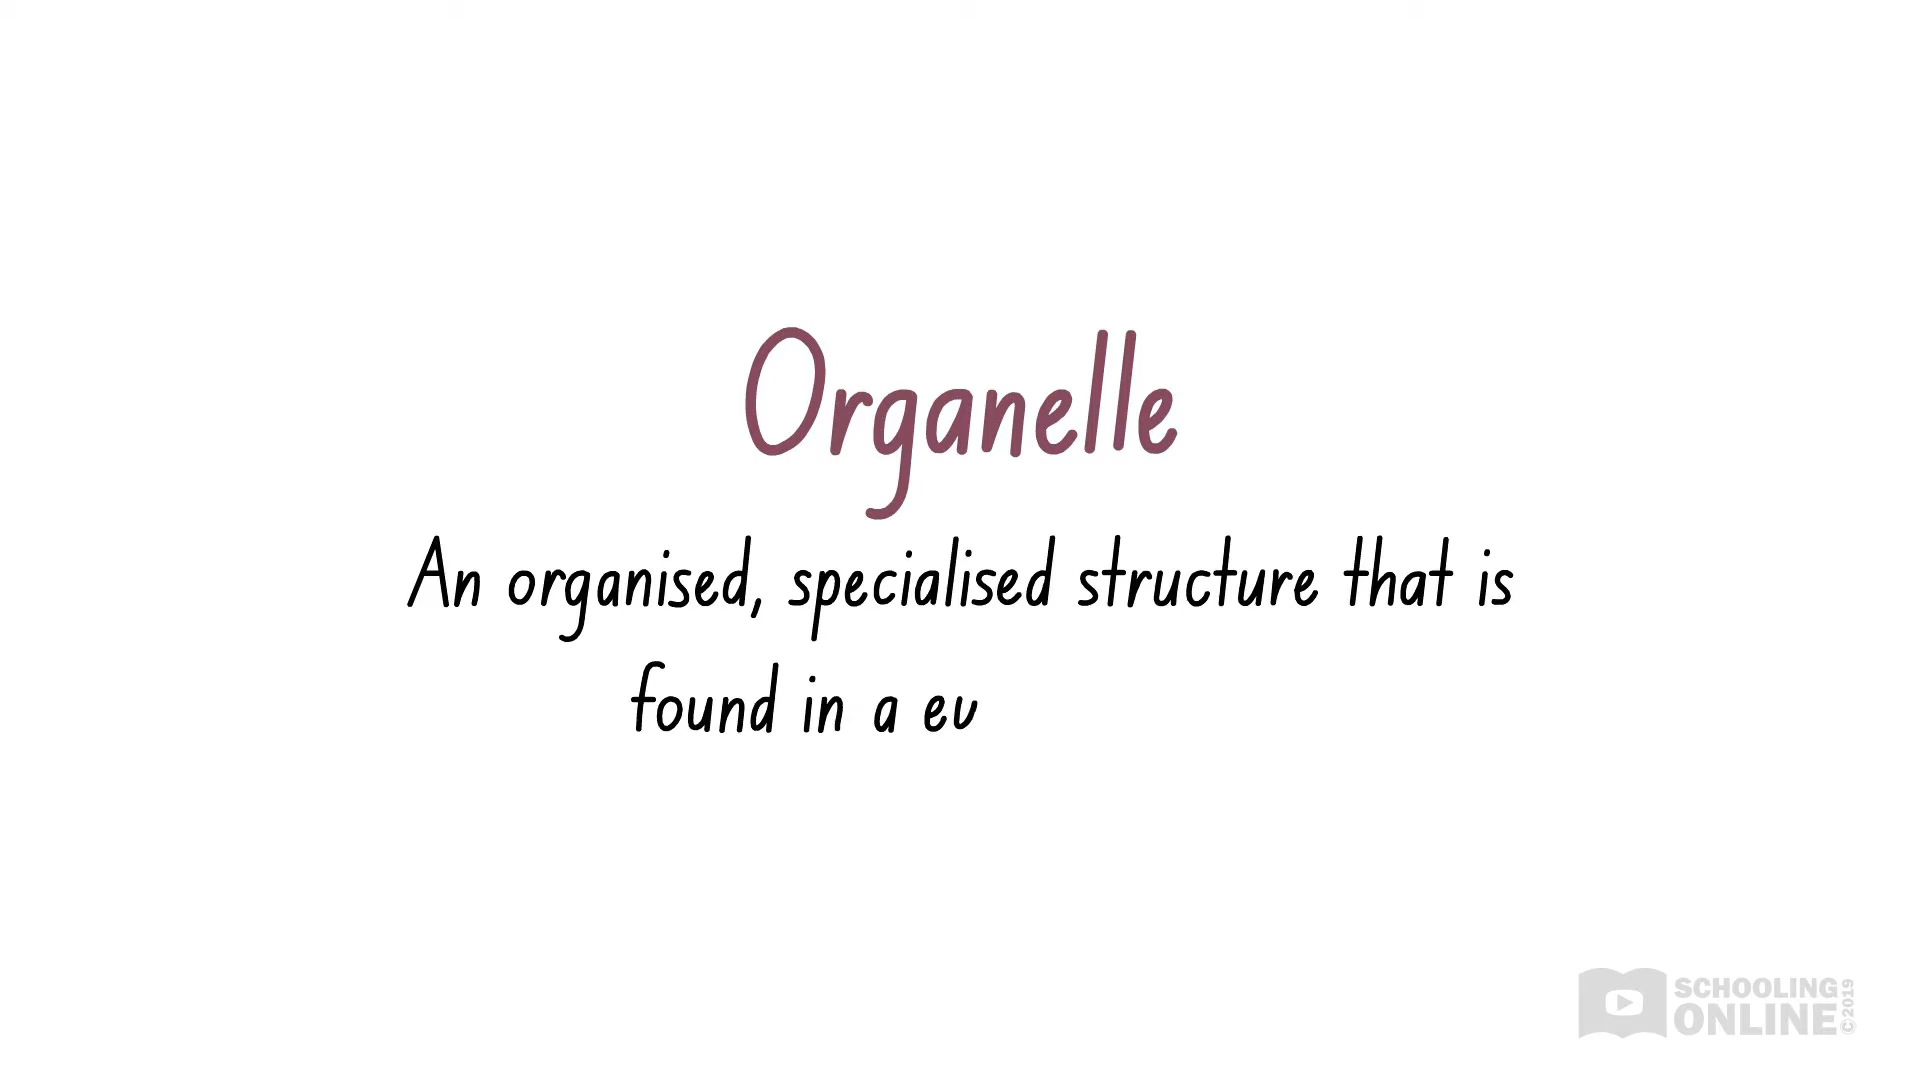 Organelle
An organised, specialised structure that is
found in a eu
SCHOOLING
ONLINE
©2019